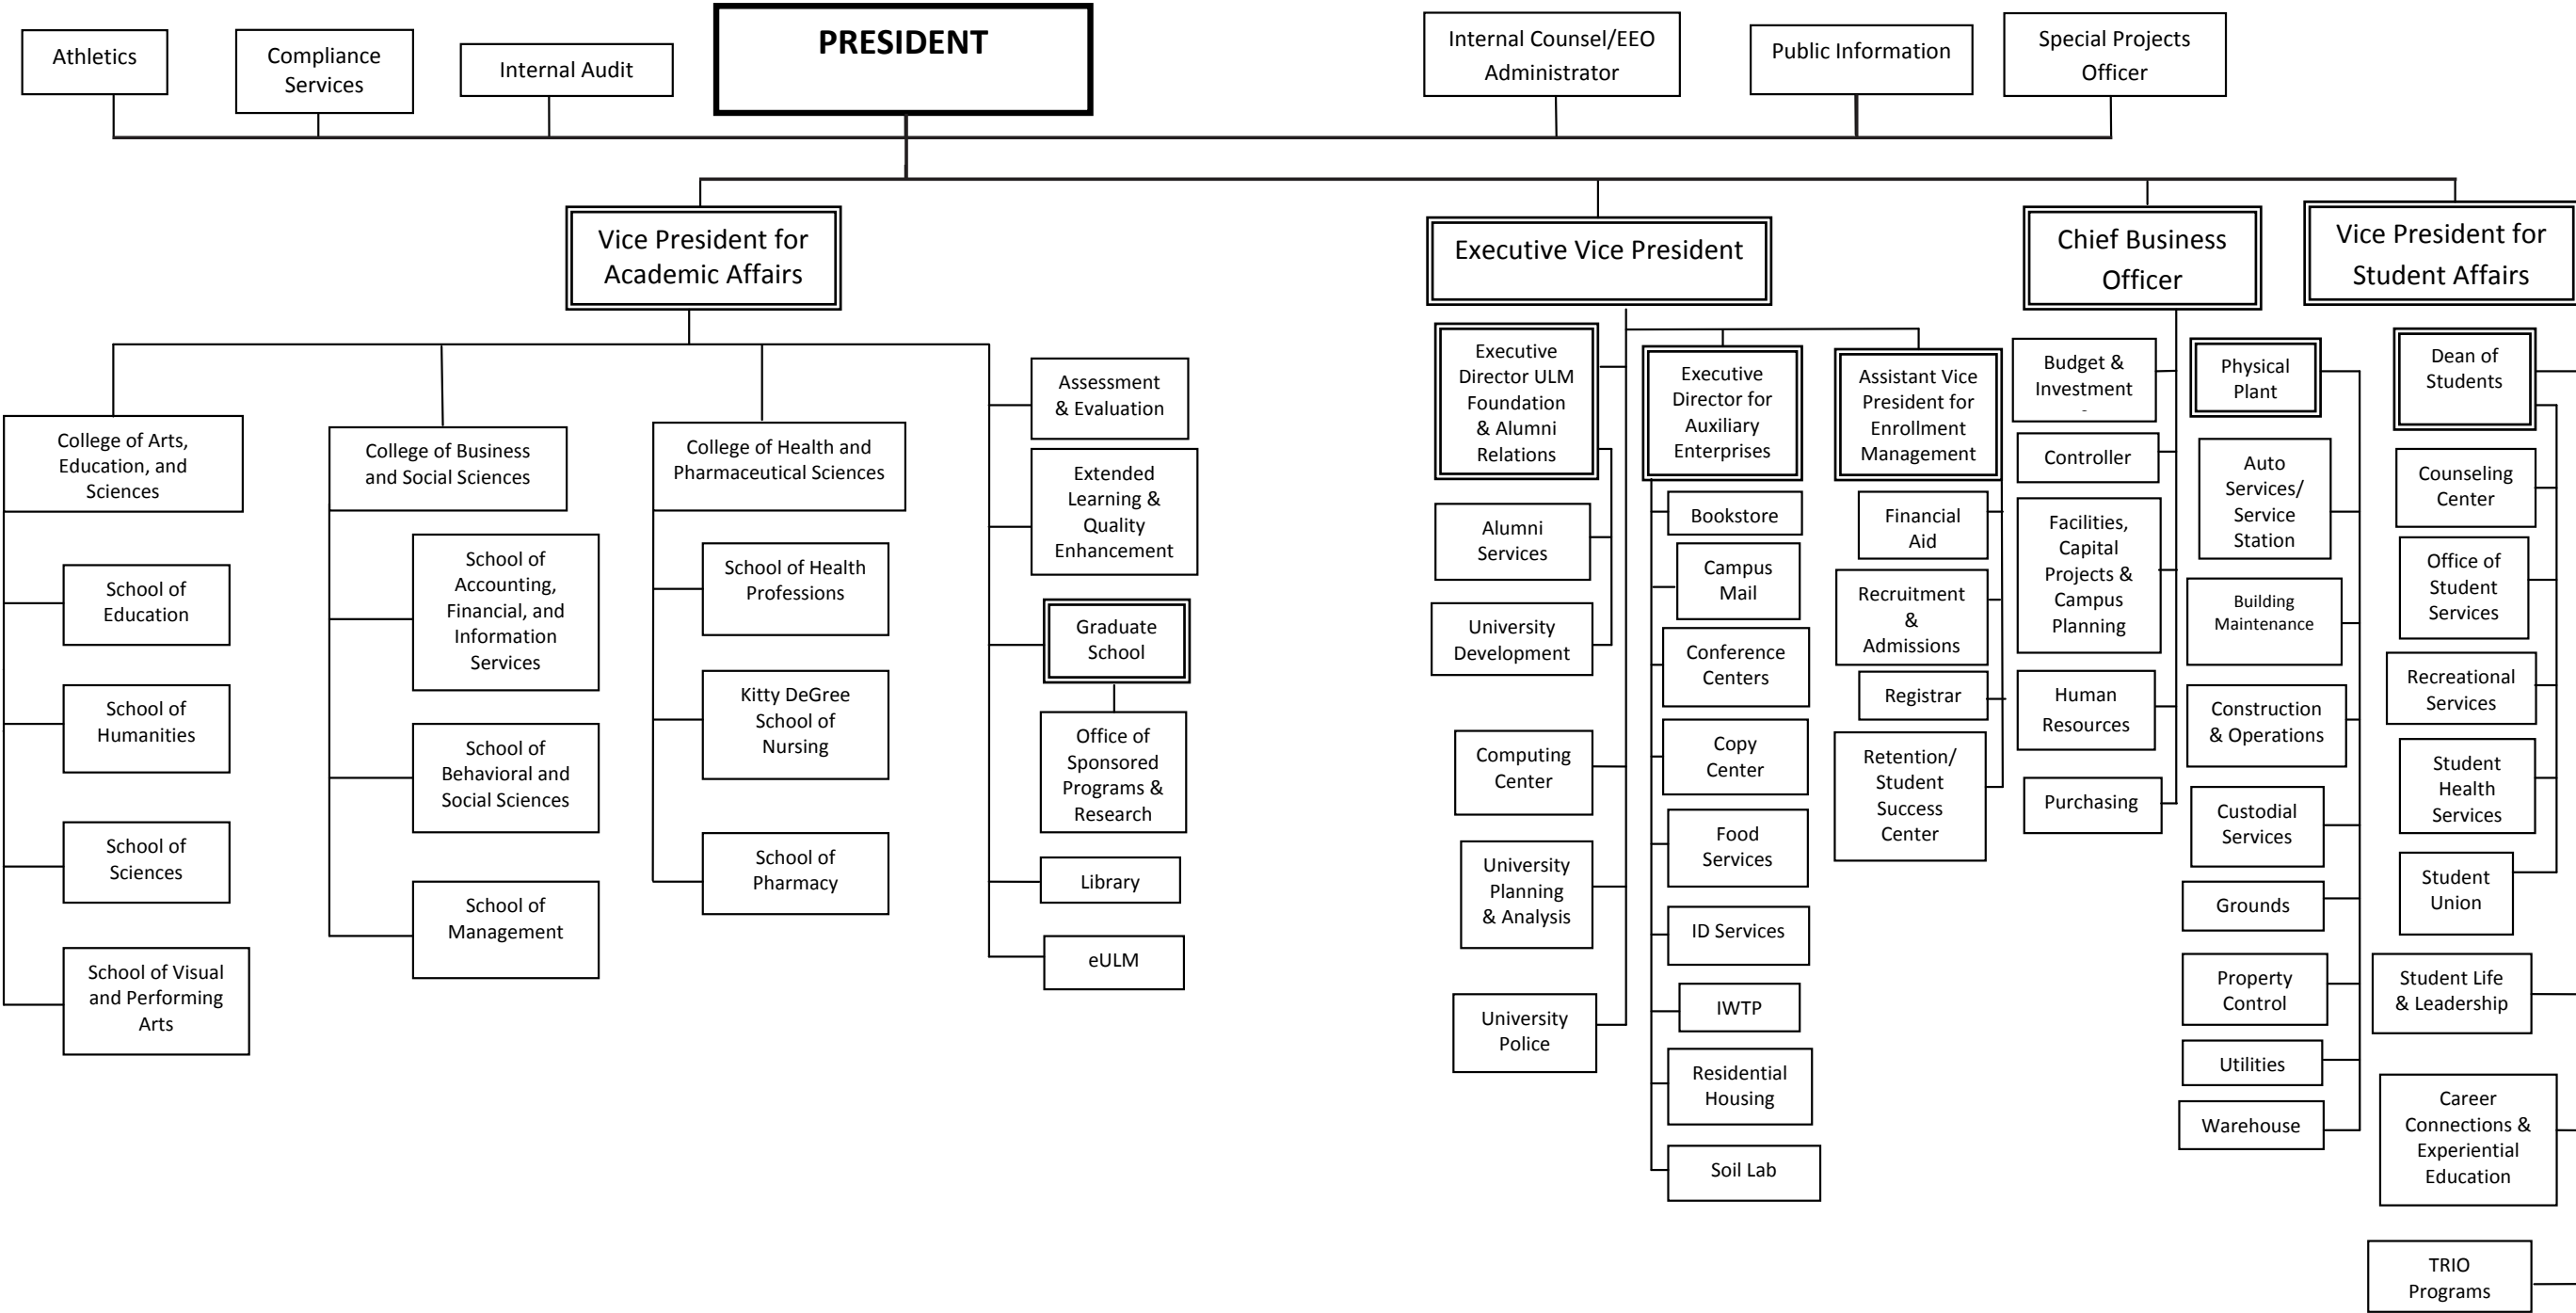 Athletics
Compliance
Services
Internal Audit
PRESIDENT
Internal Counsel/EEO
Administrator
Public Information
Special Projects
Officer
Vice President for
Academic Affairs
Executive Vice President
Chief Business
Officer
Vice President for
Student Affairs
College of Arts,
Education, and
Sciences
School of
Education
School of
Humanities
School of
Sciences
School of Visual
and Performing
Arts
College of Business
and Social Sciences
School of
Accounting,
Financial, and
Information
Services
School of
Behavioral and
Social Sciences
School of
Management
College of Health and
Pharmaceutical Sciences
School of Health
Professions
Kitty DeGree
School of
Nursing
School of
Pharmacy
Assessment
& Evaluation
Extended
Learning &
Quality
Enhancement
Graduate
School
Office of
Sponsored
Programs &
Research
Library
eULM
Executive
Director ULM
Foundation
& Alumni
Relations
Alumni
Services
University
Development
Computing
Center
University
Planning
& Analysis
University
Police
Executive
Director for
Auxiliary
Enterprises
Bookstore
Campus
Mail
Conference
Centers
Copy
Center
Food
Services
ID Services
IWTP
Residential
Housing
Soil Lab
Assistant Vice
President for
Enrollment
Management
Financial
Aid
Recruitment
&
Admissions
Registrar
Retention/
Student
Success
Center
Budget &
Investment
Controller
Facilities,
Capital
Projects &
Campus
Planning
Human
Resources
Purchasing
Physical
Plant
Auto
Services/
Service
Station
Building
Maintenance
Construction
& Operations
Custodial
Services
Grounds
Property
Control
Utilities
Warehouse
Dean of
Students
Counseling
Center
Office of
Student
Services
Recreational
Services
Student
Health
Services
Student
Union
Student Life
& Leadership
Career
Connections &
Experiential
Education
TRIO
Programs